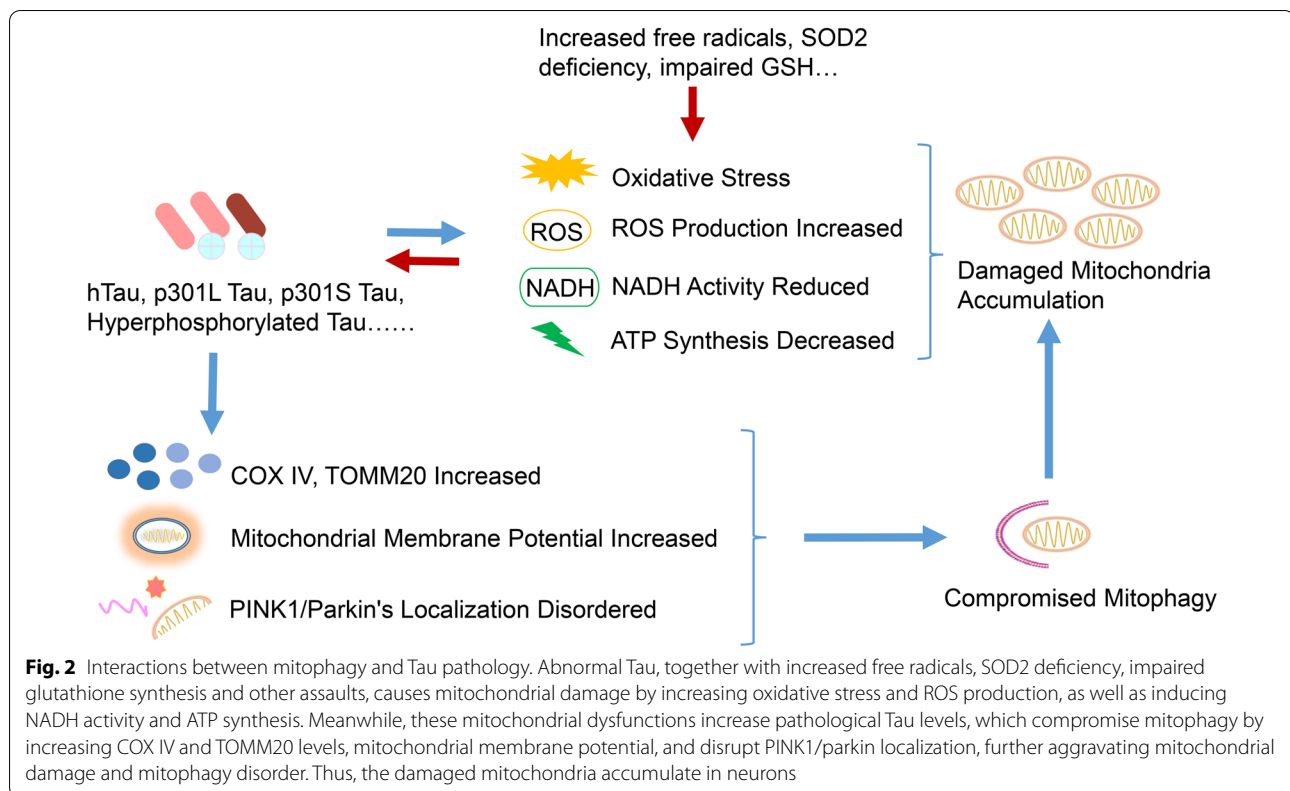 Increased free radicals, SOD2
deficiency, impaired GSH…
Oxidative Stress
ROS
ROS Production Increased
NADH
NADH Activity Reduced
ATP Synthesis Decreased
Damaged Mitochondria
Accumulation
hTau, p301L Tau, p301S Tau,
Hyperphosphorylated Tau……
COX IV, TOMM20 Increased
Mitochondrial Membrane Potential Increased
PINK1/Parkin's Localization Disordered
Compromised Mitophagy
Fig. 2 Interactions between mitophagy and Tau pathology. Abnormal Tau, together with increased free radicals, SOD2 deficiency, impaired
glutathione synthesis and other assaults, causes mitochondrial damage by increasing oxidative stress and ROS production, as well as inducing
NADH activity and ATP synthesis. Meanwhile, these mitochondrial dysfunctions increase pathological Tau levels, which compromise mitophagy by
increasing COX IV and TOMM20 levels, mitochondrial membrane potential, and disrupt PINK1/parkin localization, further aggravating mitochondrial
damage and mitophagy disorder. Thus, the damaged mitochondria accumulate in neurons